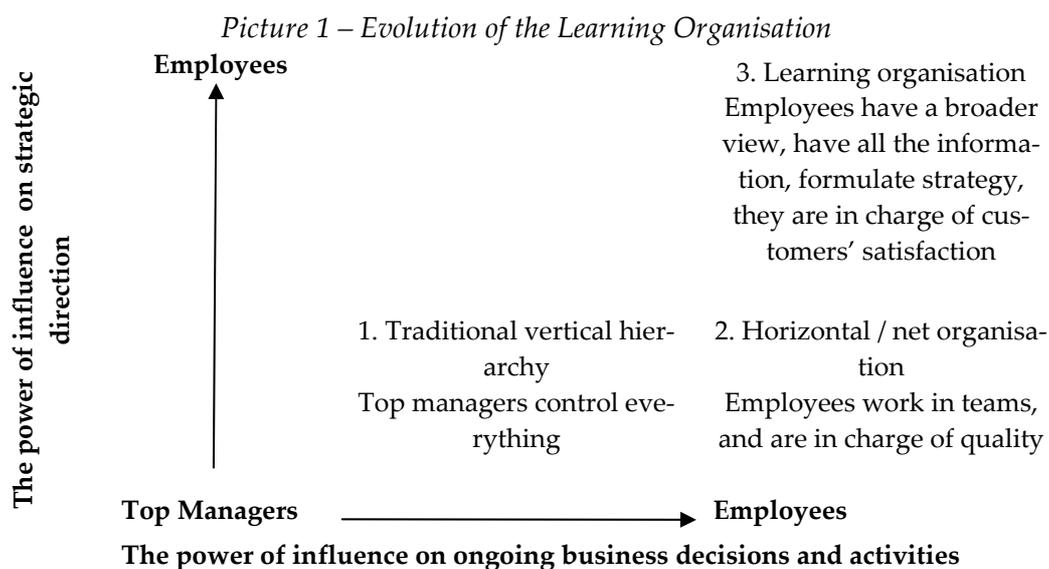 Picture 1 – Evolution of the Learning Organisation
The power of influence on strategic
direction
Employees
3. Learning organisation
Employees have a broader
view, have all the informa-
tion, formulate strategy,
they are in charge of cus-
tomers’ satisfaction
1. Traditional vertical hier-
archy
Top managers control eve-
rything
2. Horizontal / net organisa-
tion
Employees work in teams,
and are in charge of quality
Top Managers
Employees
The power of influence on ongoing business decisions and activities